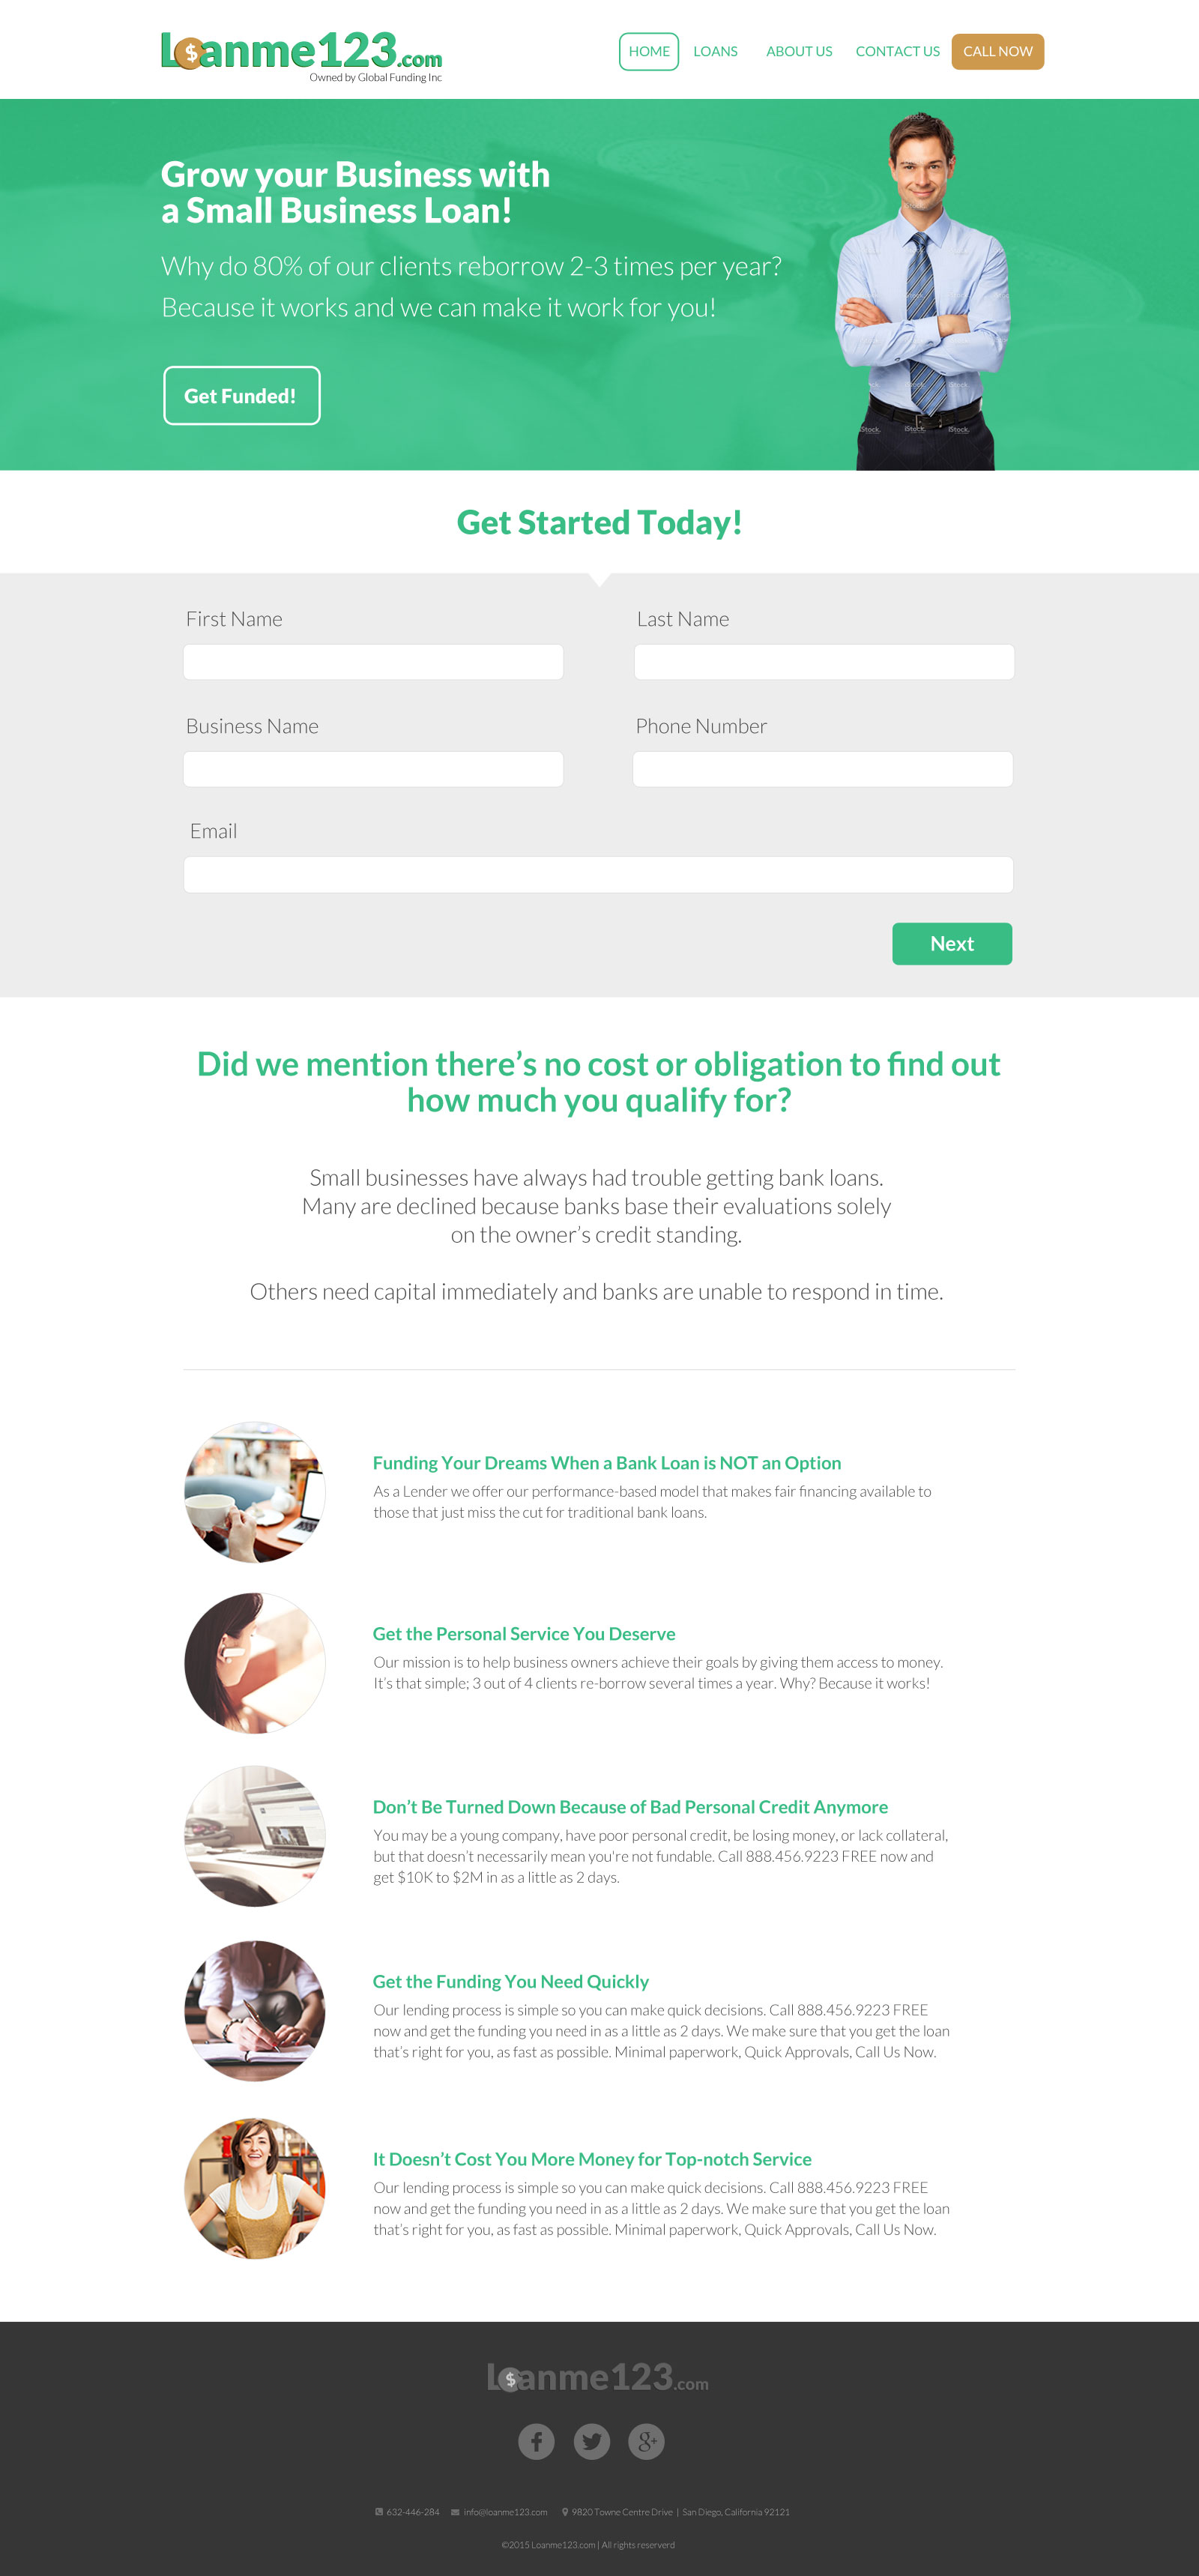 Loanme123.com
Owned by Global Funding Inc
HOME LOANS ABOUT US CONTACT US CALL NOW
Grow your Business with
a Small Business Loan!
Why do 80% of our clients reborrow 2-3 times per year?
Because it works and we can make it work for you!
Get Funded!
iStock.
iStock.
iStock.
Get Started Today!
First Name
Last Name
Business Name
Phone Number
Email
Next
Did we mention there's no cost or obligation to find out
how much you qualify for?
Small businesses have always had trouble getting bank loans.
Many are declined because banks base their evaluations solely
on the owner's credit standing.
Others need capital immediately and banks are unable to respond in time.
Funding Your Dreams When a Bank Loan is NOT an Option
As a Lender we offer our performance-based model that makes fair financing available to
those that just miss the cut for traditional bank loans.
Get the Personal Service You Deserve
Our mission is to help business owners achieve their goals by giving them access to money.
It's that simple; 3 out of 4 clients re-borrow several times a year. Why? Because it works!
Don't Be Turned Down Because of Bad Personal Credit Anymore
You may be a young company, have poor personal credit, be losing money, or lack collateral,
but that doesn't necessarily mean you're not fundable. Call 888.456.9223 FREE now and
get $10K to $2M in as a little as 2 days.
Get the Funding You Need Quickly
Our lending process is simple so you can make quick decisions. Call 888.456.9223 FREE
now and get the funding you need in as a little as 2 days. We make sure that you get the loan
that's right for you, as fast as possible. Minimal paperwork, Quick Approvals, Call Us Now.
It Doesn't Cost You More Money for Top-notch Service
Our lending process is simple so you can make quick decisions. Call 888.456.9223 FREE
now and get the funding you need in as a little as 2 days. We make sure that you get the loan
that's right for you, as fast as possible. Minimal paperwork, Quick Approvals, Call Us Now.
Loanme123.com
632-446-284 info@loanme123.com 9820 Towne Centre Drive | San Diego, California 92121
©2015 Loanme123.com | All rights reserverd